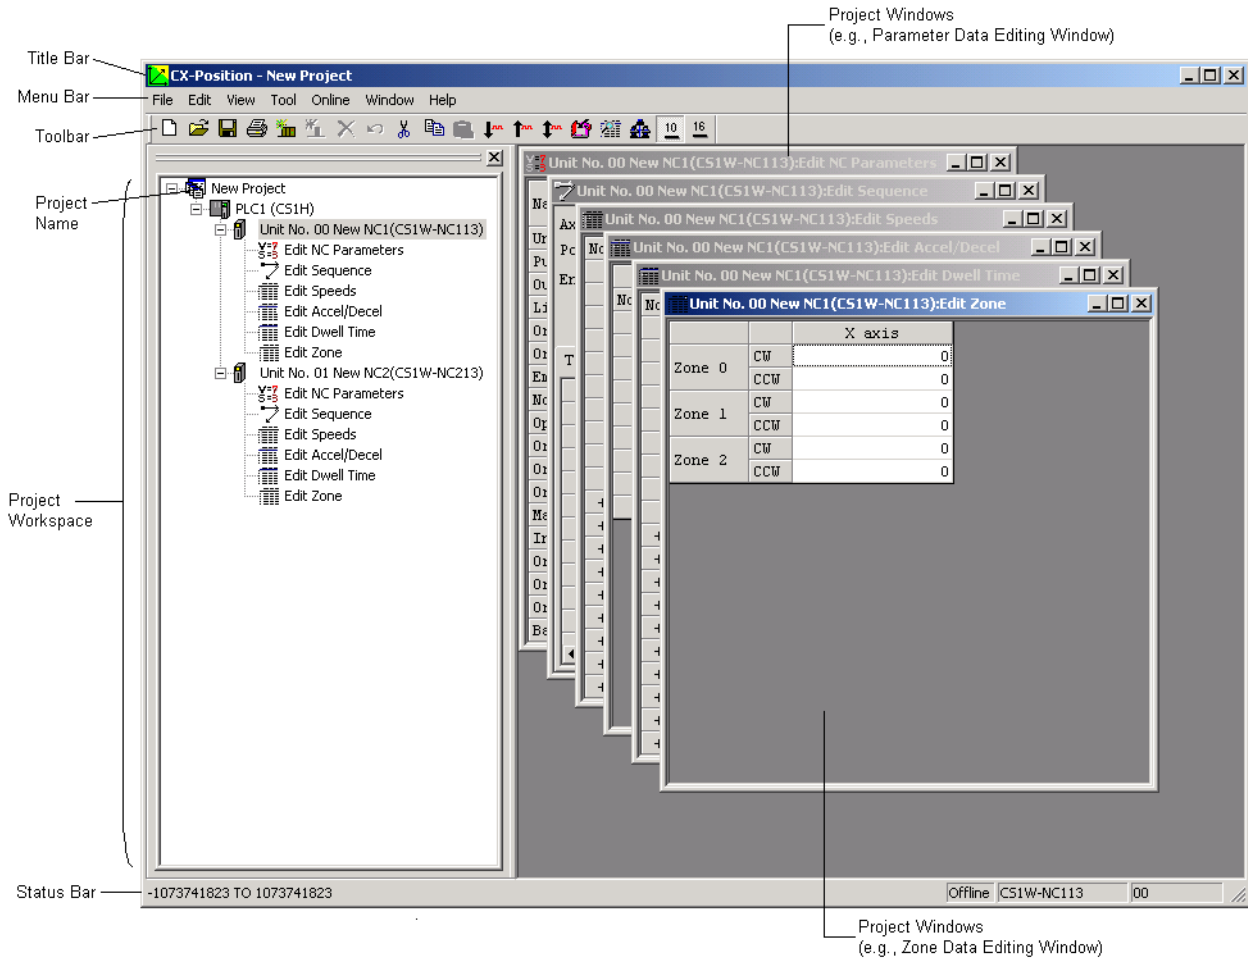 Project Windows
(e.g., Parameter Data Editing Window)
Title Bar
CX-Position - New Project
Menu Bar
File Edit View Tool Online Window Help
Toolbar
10 16
Unit No. 00 New NC1(CS1W-NC113):Edit NC Parameters
Unit No. 00 New NC1(CS1W-NC113):Edit Sequence
Unit No. 00 New NC1(CS1W-NC113):Edit Speeds
Unit No. 00 New NC1(CS1W-NC113):Edit Accel/Decel
Unit No. 00 New NC1(CS1W-NC113):Edit Dwell Time
Unit No. 00 New NC1(CS1W-NC113):Edit Zone
Project
Name
New Project
PLC1 (CS1H)
Unit No. 00 New NC1(CS1W-NC113)
Edit NC Parameters
Edit Sequence
Edit Speeds
Edit Accel/Decel
Edit Dwell Time
Edit Zone
Unit No. 01 New NC2(CS1W-NC213)
Edit NC Parameters
Edit Sequence
Edit Speeds
Edit Accel/Decel
Edit Dwell Time
Edit Zone
Project
Workspace
X axis
Zone 0 CW 0
CCW 0
Zone 1 CW 0
CCW 0
Zone 2 CW 0
CCW 0
Status Bar
-1073741823 TO 1073741823
Offline CS1W-NC113 00
Project Windows
(e.g., Zone Data Editing Window)